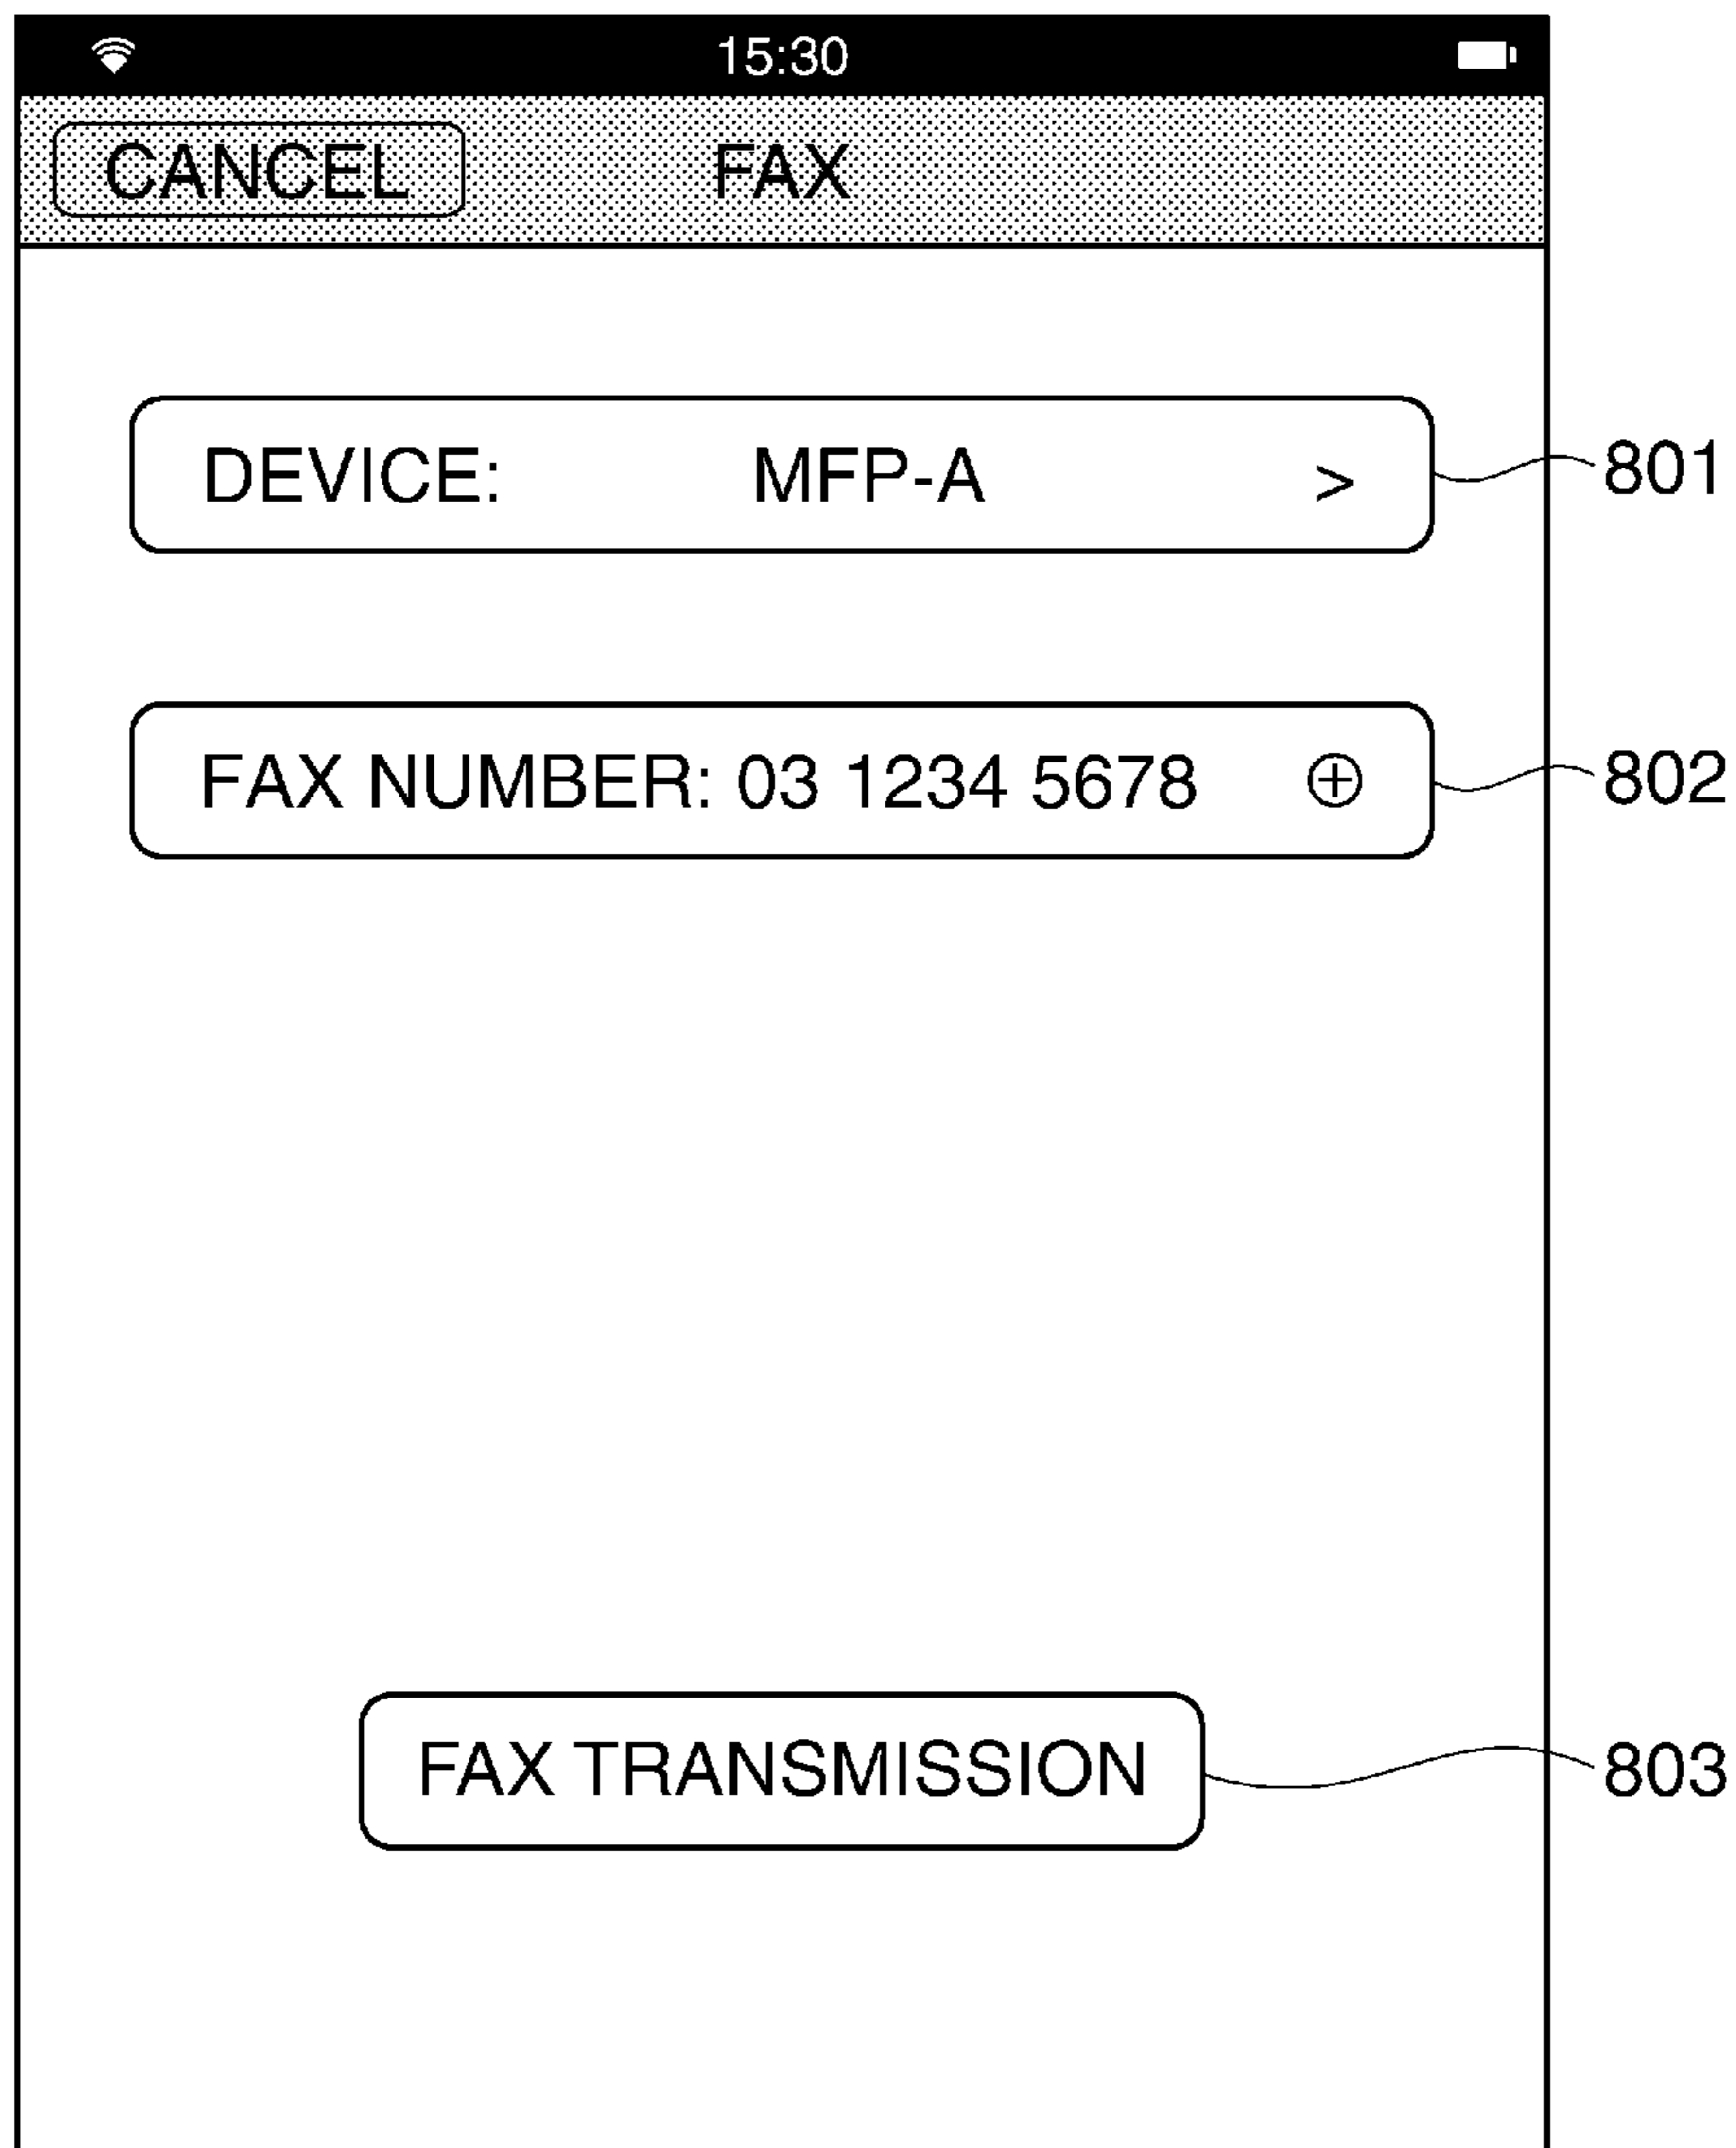 15:30
CANCEL FAX
DEVICE: MFP-A > 801
FAX NUMBER: 03 1234 5678 ⊕ 802
FAX TRANSMISSION 803